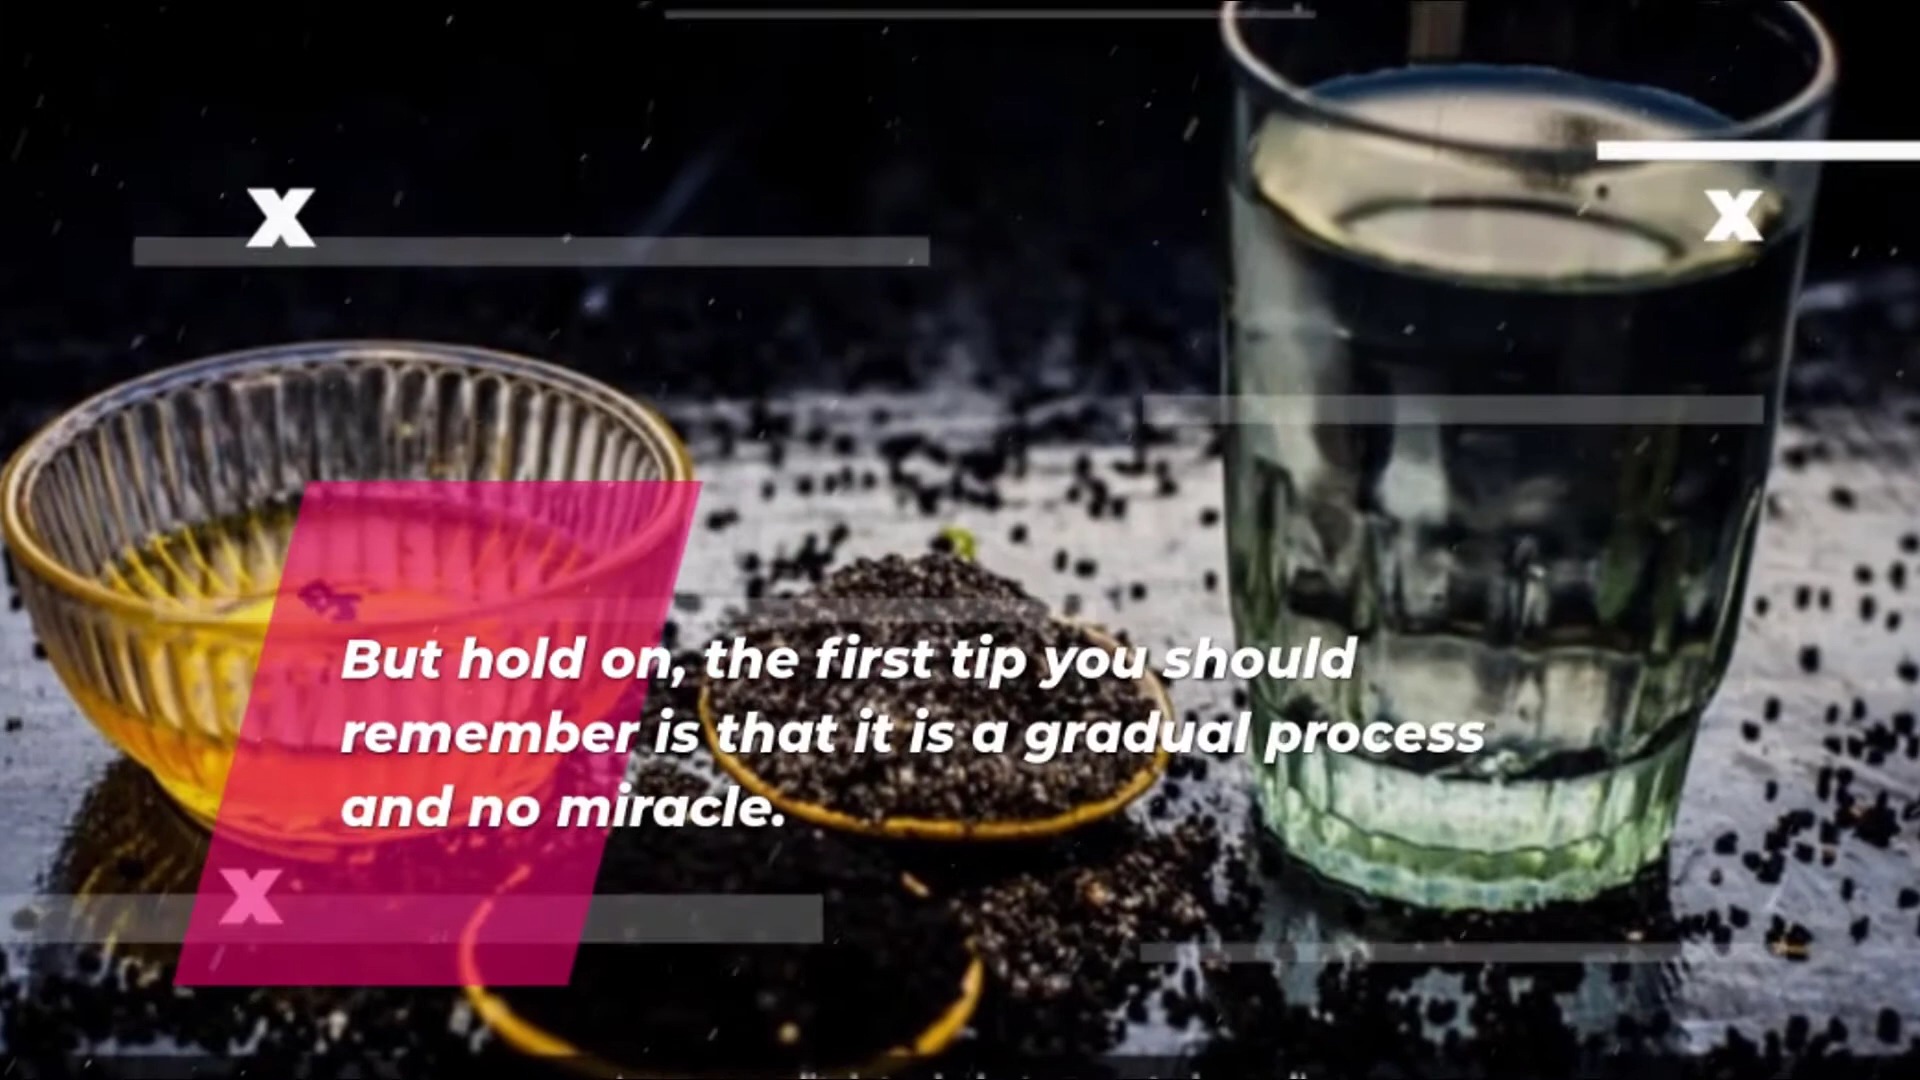 X
X
But hold on, the first tip you should
remember is that it is a gradual process
and no miracle.
X